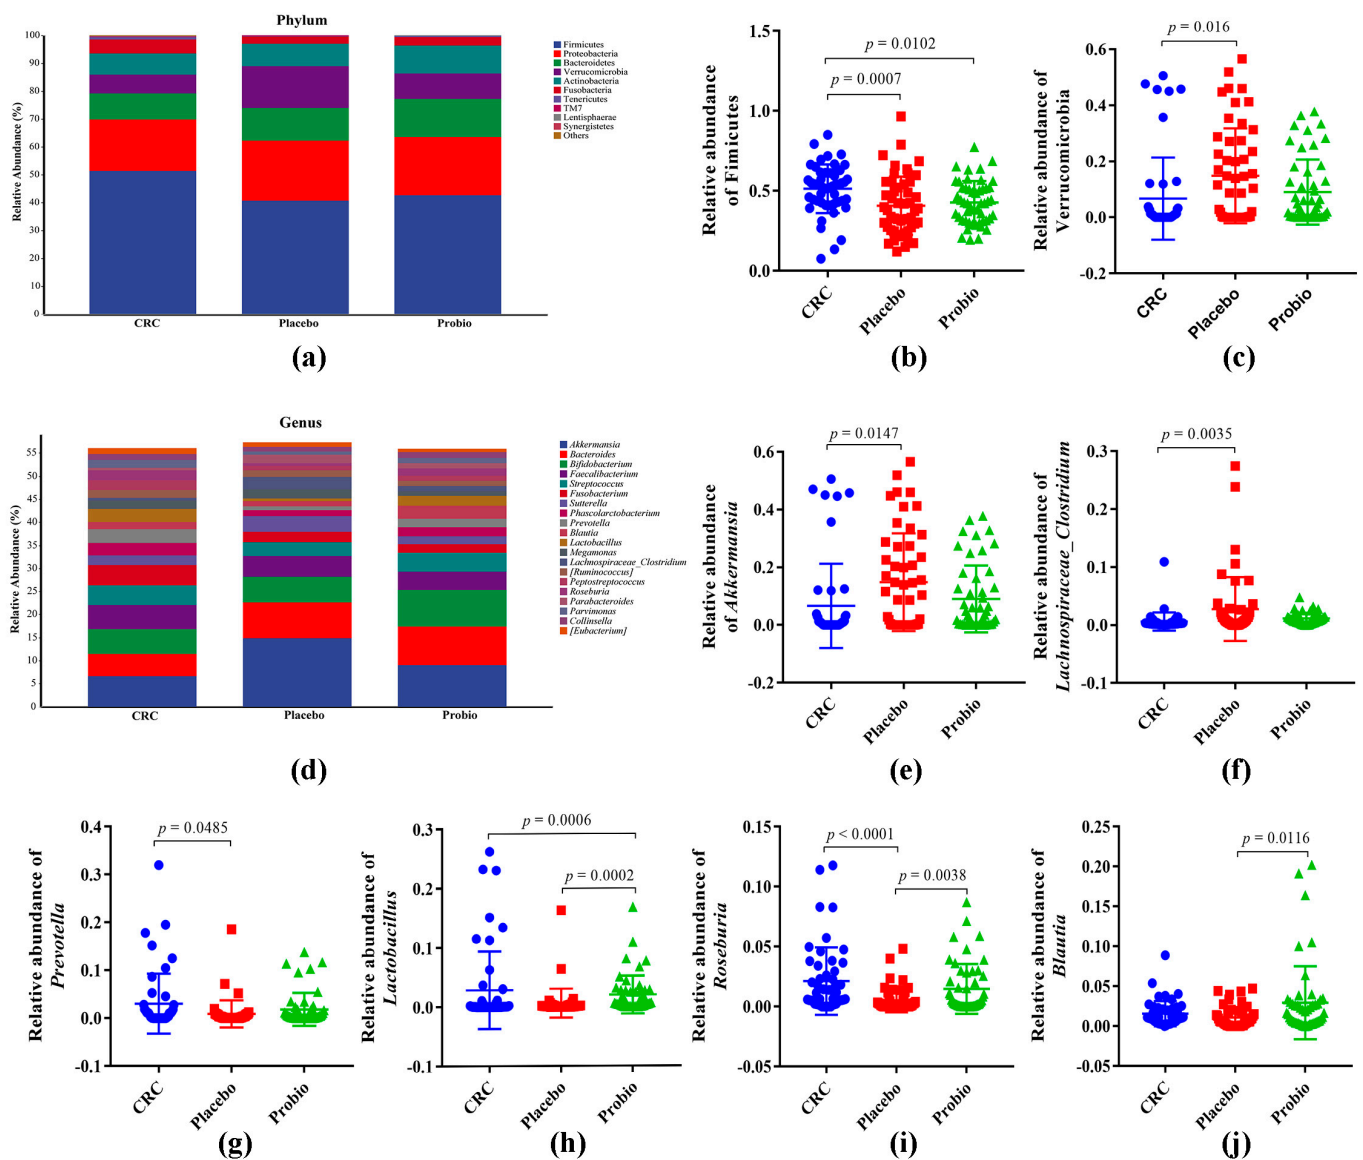 Phylum
Relative Abundance (%)
100
90
80
70
60
50
40
30
20
10
0
CRC
Placebo
Probio
Firmicutes
Proteobacteria
Bacteroidetes
Verrucomicrobia
Actinobacteria
Fusobacteria
Tenericutes
TM7
Lentisphaerae
Synergistetes
Others
(a)
Relative abundance
of Fimicutes
1.5
1.0
0.5
0.0
p = 0.0102
p = 0.0007
CRC
Placebo
Probio
(b)
Relative abundance of
Verrucomicrobia
0.6
0.4
0.2
0.0
-0.2
p = 0.016
CRC
Placebo
Probio
(c)
Genus
Relative Abundance (%)
55
50
45
40
35
30
25
20
15
10
5
0
CRC
Placebo
Probio
Akkermansia
Bacteroides
Bifidobacterium
Faecalibacterium
Streptococcus
Fusobacterium
Sutterella
Phascolarctobacterium
Prevotella
Blautia
Lactobacillus
Megamonas
Lachnospiraceae_Clostridium
[Ruminococcus]
Peptostreptococcus
Roseburia
Parabacteroides
Parvimonas
Collinsella
[Eubacterium]
(d)
Relative abundance
of Akkermansia
0.6
0.4
0.2
0.0
-0.2
p = 0.0147
CRC
Placebo
Probio
(e)
Relative abundance of
Lachnospiraceae_Clostridium
0.3
0.2
0.1
0.0
-0.1
p = 0.0035
CRC
Placebo
Probio
(f)
Relative abundance of
Prevotella
0.4
0.3
0.2
0.1
0.0
-0.1
p = 0.0485
CRC
Placebo
Probio
(g)
Relative abundance of
Lactobacillus
0.3
0.2
0.1
0.0
-0.1
p = 0.0006
p = 0.0002
CRC
Placebo
Probio
(h)
Relative abundance of
Roseburia
0.15
0.10
0.05
0.00
-0.05
p < 0.0001
p = 0.0038
CRC
Placebo
Probio
(i)
Relative abundance of
Blautia
0.25
0.20
0.15
0.10
0.05
0.00
-0.05
p = 0.0116
CRC
Placebo
Probio
(j)